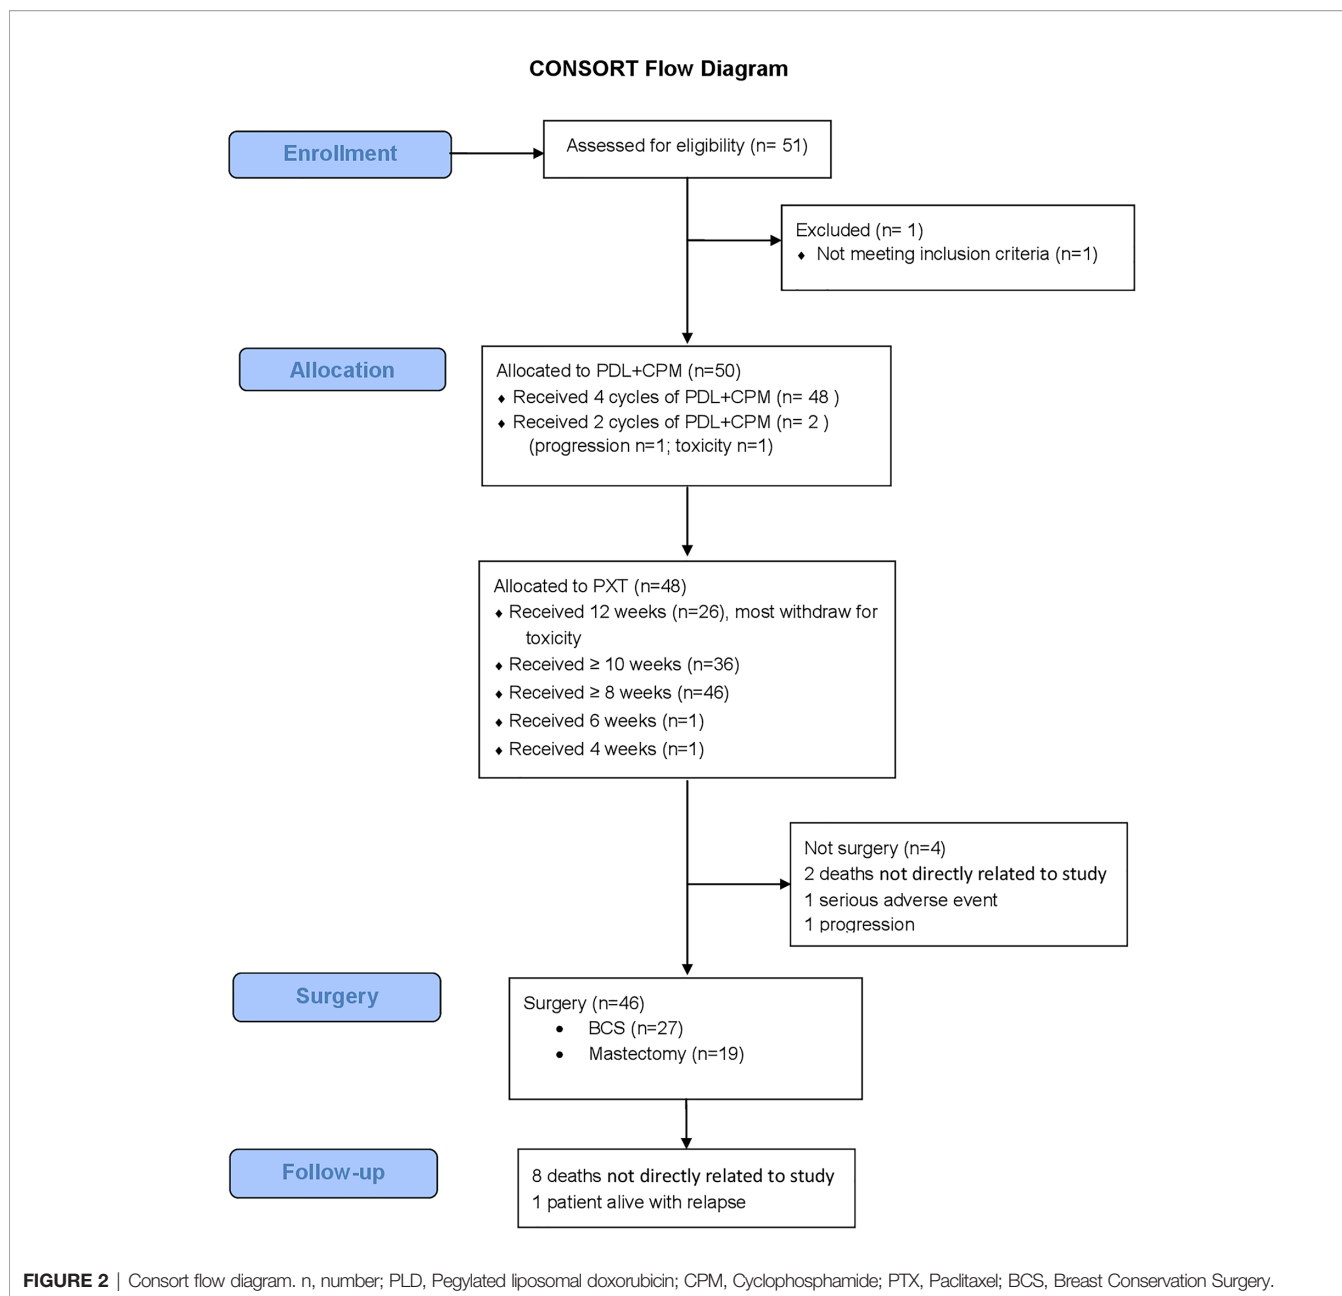 CONSORT Flow Diagram
Enrollment
Assessed for eligibility (n= 51)
Excluded (n= 1)
♦ Not meeting inclusion criteria (n=1)
Allocation
Allocated to PDL+CPM (n=50)
♦ Received 4 cycles of PDL+CPM (n= 48 )
♦ Received 2 cycles of PDL+CPM (n= 2 )
(progression n=1; toxicity n=1)
Allocated to PXT (n=48)
♦ Received 12 weeks (n=26), most withdraw for
toxicity
♦ Received ≥ 10 weeks (n=36)
♦ Received ≥ 8 weeks (n=46)
♦ Received 6 weeks (n=1)
♦ Received 4 weeks (n=1)
Not surgery (n=4)
2 deaths not directly related to study
1 serious adverse event
1 progression
Surgery
Surgery (n=46)
• BCS (n=27)
• Mastectomy (n=19)
Follow-up
8 deaths not directly related to study
1 patient alive with relapse
FIGURE 2 | Consort flow diagram. n, number; PLD, Pegylated liposomal doxorubicin; CPM, Cyclophosphamide; PTX, Paclitaxel; BCS, Breast Conservation Surgery.